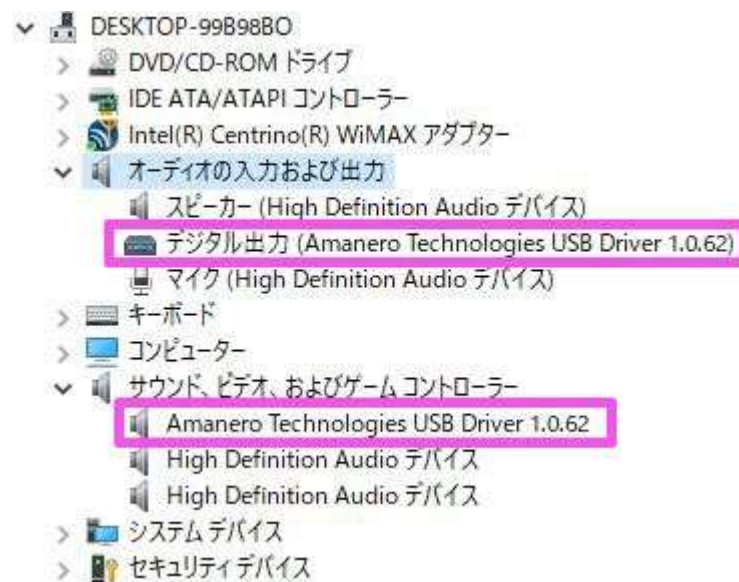 DESKTOP-99B98BO
DVD/CD-ROM ドライブ
IDE ATA/ATAPI コントローラー
Intel(R) Centrino(R) WiMAX アダプター
オーディオの入力および出力
スピーカー (High Definition Audio デバイス)
デジタル出力 (Amanero Technologies USB Driver 1.0.62)
マイク (High Definition Audio デバイス)
キーボード
コンピューター
サウンド、ビデオ、およびゲーム コントローラー
Amanero Technologies USB Driver 1.0.62
High Definition Audio デバイス
High Definition Audio デバイス
システム デバイス
セキュリティ デバイス